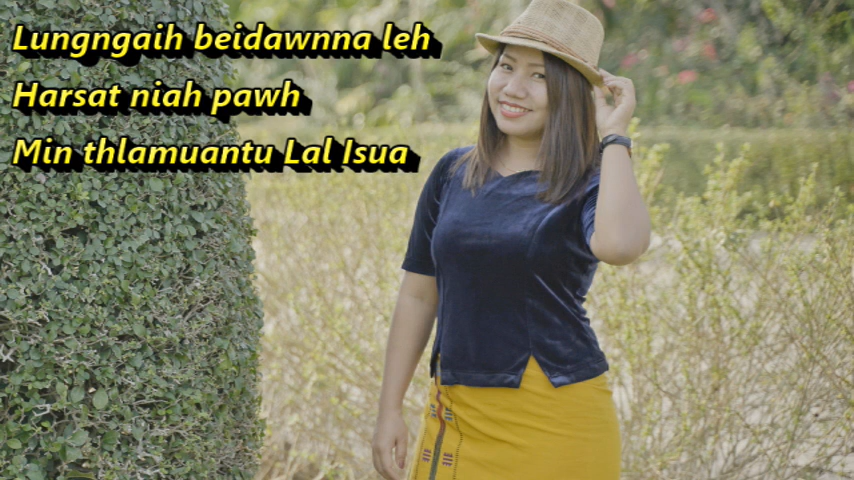 Lungngaih beidawnna leh
Harsat niah pawh
Min thlamuantu Lal Isua